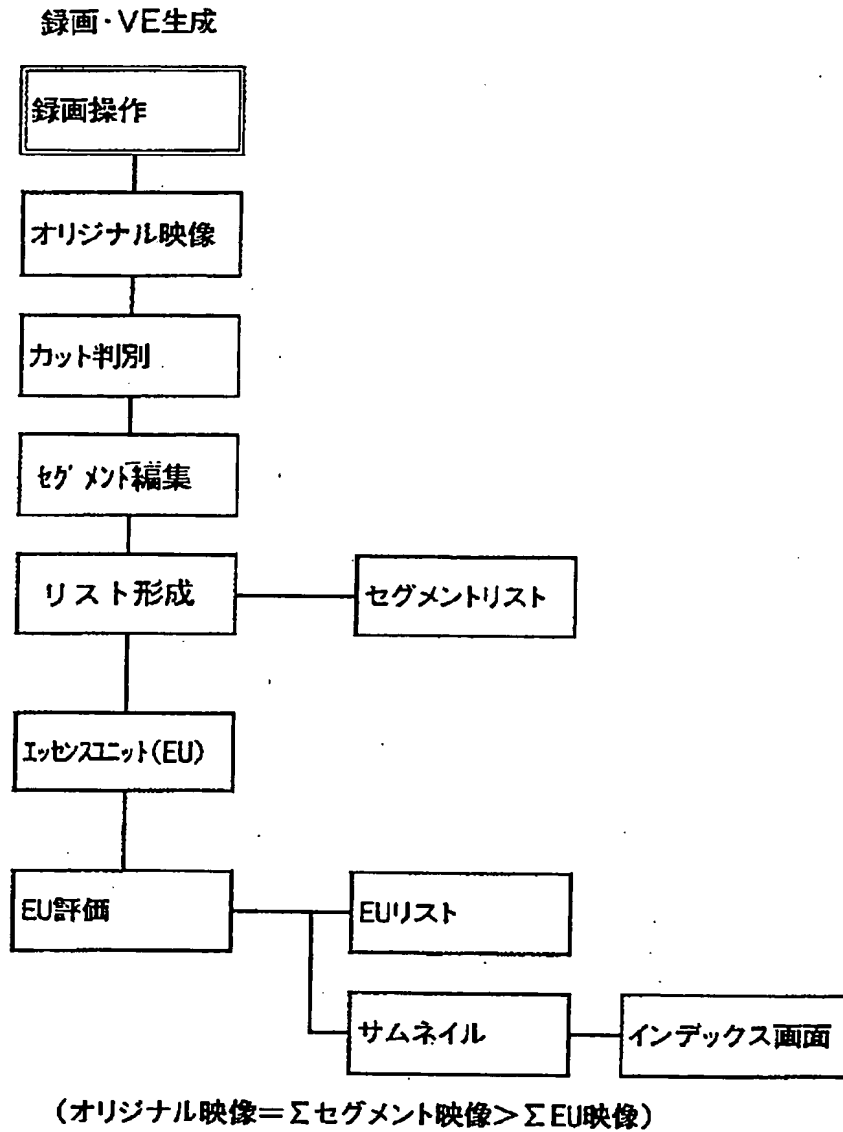 録画・VE生成
録画操作
オリジナル映像
カット判別
ｾｸﾞﾒﾝﾄ編集
リスト形成
セグメントリスト
ｴｯｾﾝｽﾕﾆｯﾄ(EU)
EU評価
EUリスト
サムネイル
インデックス画面
(オリジナル映像=Σセグメント映像>ΣEU映像)